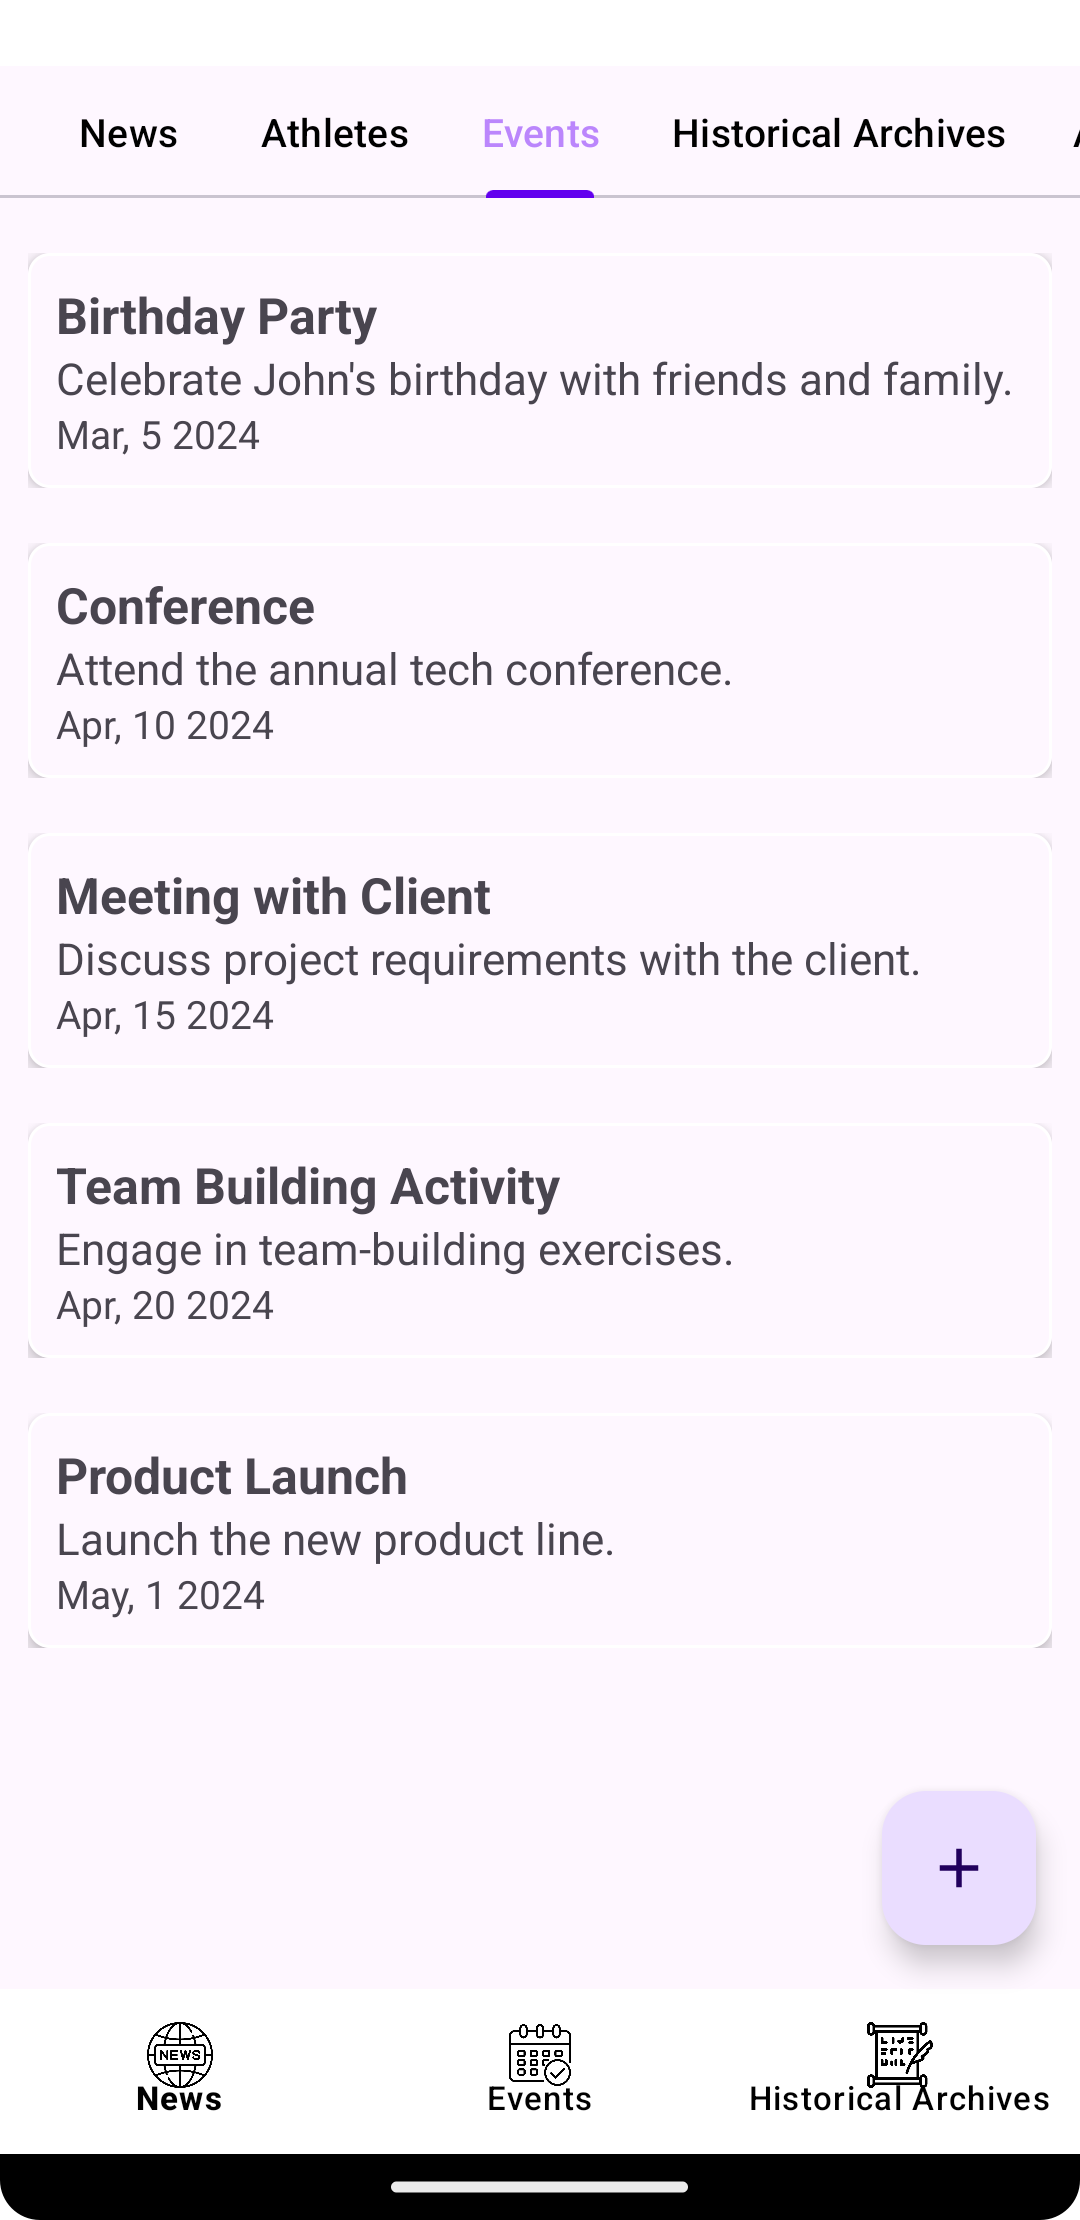 News Athletes Events Historical Archives
Birthday Party
Celebrate John's birthday with friends and family.
Mar, 5 2024
Conference
Attend the annual tech conference.
Apr, 10 2024
Meeting with Client
Discuss project requirements with the client.
Apr, 15 2024
Team Building Activity
Engage in team-building exercises.
Apr, 20 2024
Product Launch
Launch the new product line.
May, 1 2024
+
NEWS
News Events Historical Archives